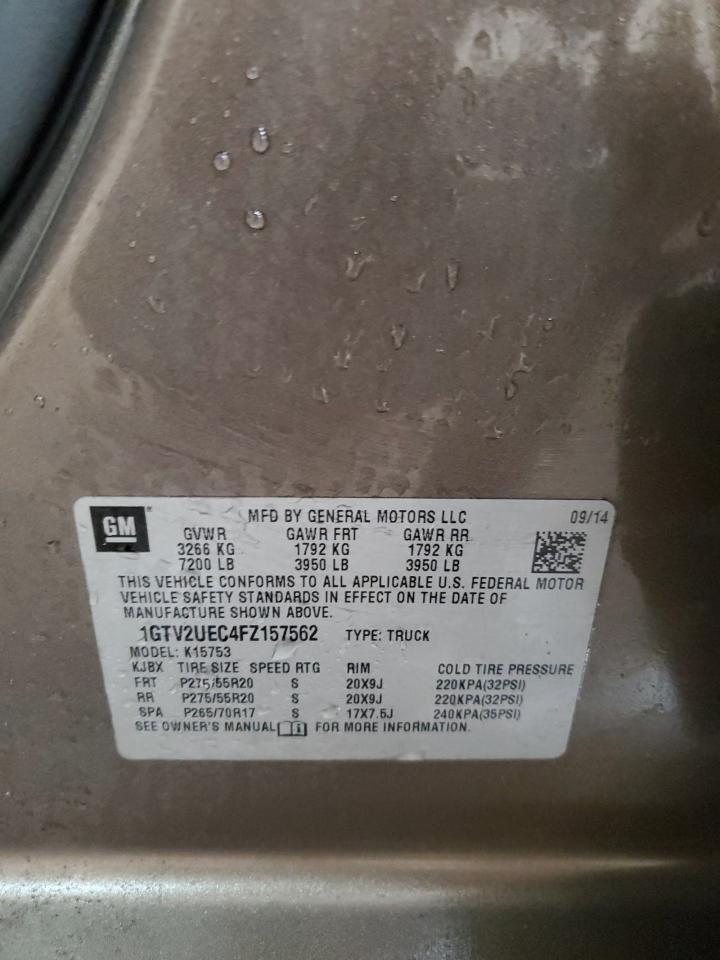 GM
MFD BY GENERAL MOTORS LLC 09/14
GVWR GAWR FRT GAWR RR
3266 KG 1792 KG 1792 KG
7200 LB 3950 LB 3950 LB
THIS VEHICLE CONFORMS TO ALL APPLICABLE U.S. FEDERAL MOTOR
VEHICLE SAFETY STANDARDS IN EFFECT ON THE DATE OF
MANUFACTURE SHOWN ABOVE.
1GTV2UEC4FZ157562 TYPE: TRUCK
MODEL: K15753
KJBX TIRE SIZE SPEED RTG RIM COLD TIRE PRESSURE
FRT P275/55R20 S 20X9J 220KPA(32PSI)
RR P275/55R20 S 20X9J 220KPA(32PSI)
SPA P265/70R17 S 17X7.5J 240KPA(35PSI)
SEE OWNER'S MANUAL i FOR MORE INFORMATION.